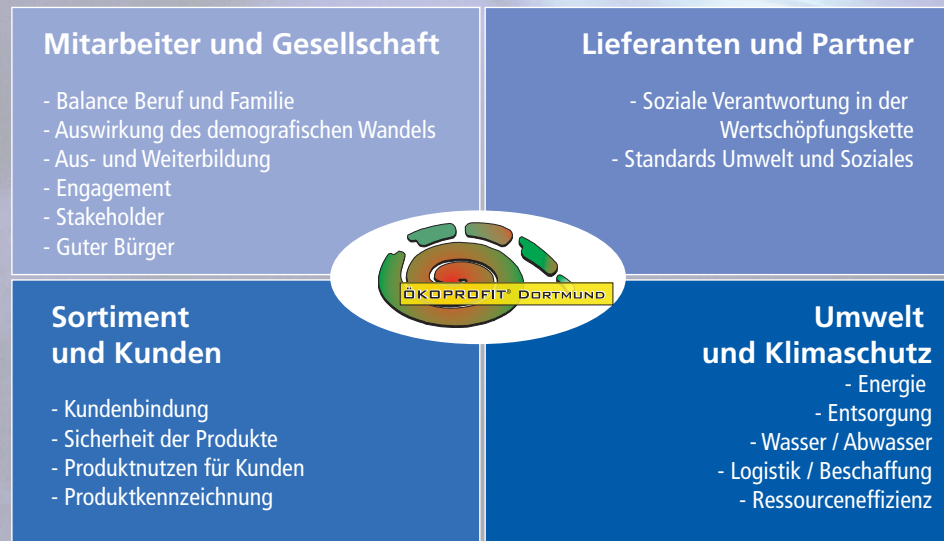 Mitarbeiter und Gesellschaft
- Balance Beruf und Familie
- Auswirkung des demografischen Wandels
- Aus- und Weiterbildung
- Engagement
- Stakeholder
- Guter Bürger
Lieferanten und Partner
- Soziale Verantwortung in der
Wertschöpfungskette
- Standards Umwelt und Soziales
ÖKOPROFIT® DORTMUND
Sortiment
und Kunden
- Kundenbindung
- Sicherheit der Produkte
- Produktnutzen für Kunden
- Produktkennzeichnung
Umwelt
und Klimaschutz
- Energie
- Entsorgung
- Wasser / Abwasser
- Logistik / Beschaffung
- Ressourceneffizienz